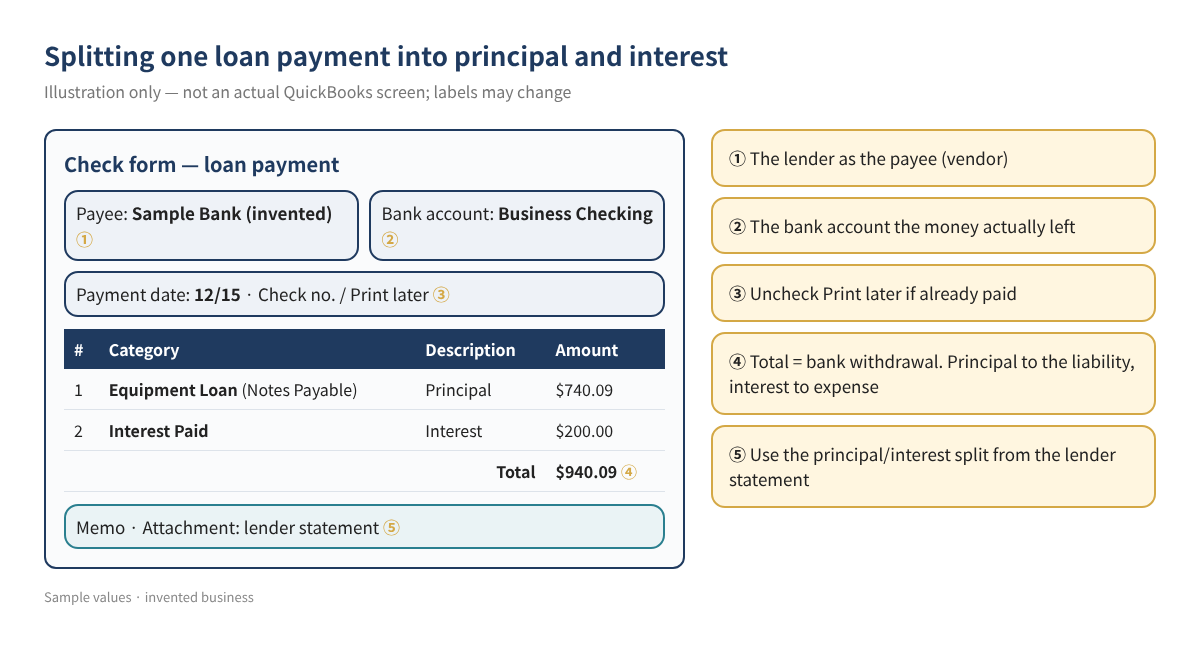 Splitting one loan payment into principal and interest
Illustration only — not an actual QuickBooks screen; labels may change
Check form — loan payment
Payee: Sample Bank (invented)
①
Bank account: Business Checking
②
Payment date: 12/15 · Check no. / Print later ③
# Category Description Amount
1 Equipment Loan (Notes Payable) Principal $740.09
2 Interest Paid Interest $200.00
Total $940.09 ④
Memo · Attachment: lender statement ⑤
① The lender as the payee (vendor)
② The bank account the money actually left
③ Uncheck Print later if already paid
④ Total = bank withdrawal. Principal to the liability,
interest to expense
⑤ Use the principal/interest split from the lender
statement
Sample values · invented business